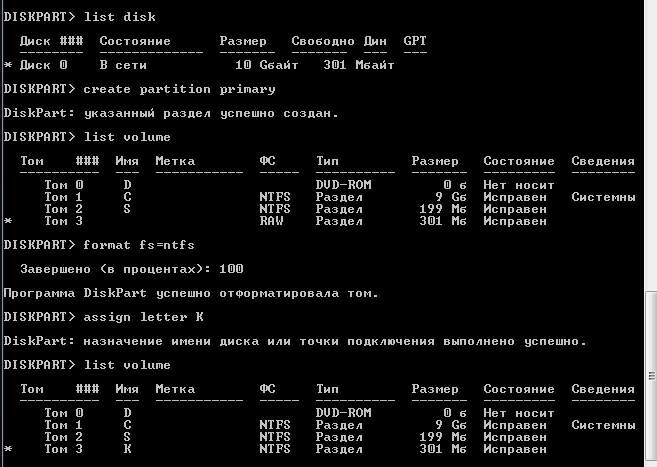 DISKPART> list disk
Диск ### Состояние Размер Свободно Дин GPT
-------- ------------- ------- ------- --- ---
* Диск 0 В сети 10 Gбайт 301 Mбайт
DISKPART> create partition primary
DiskPart: указанный раздел успешно создан.
DISKPART> list volume
Том ### Имя Метка ФС Тип Размер Состояние Сведения
---------- --- ----------- ----- ---------- ------- --------- --------
Том 0 D DVD-ROM 0 б Нет носит
Том 1 C NTFS Раздел 9 Gб Исправен Системны
Том 2 S NTFS Раздел 199 Mб Исправен
* Том 3 RAW Раздел 301 Mб Исправен
DISKPART> format fs=ntfs
Завершено (в процентах): 100
Программа DiskPart успешно отформатировала том.
DISKPART> assign letter K
DiskPart: назначение имени диска или точки подключения выполнено успешно.
DISKPART> list volume
Том ### Имя Метка ФС Тип Размер Состояние Сведения
---------- --- ----------- ----- ---------- ------- --------- --------
Том 0 D DVD-ROM 0 б Нет носит
Том 1 C NTFS Раздел 9 Gб Исправен Системны
Том 2 S NTFS Раздел 199 Mб Исправен
* Том 3 K NTFS Раздел 301 Mб Исправен